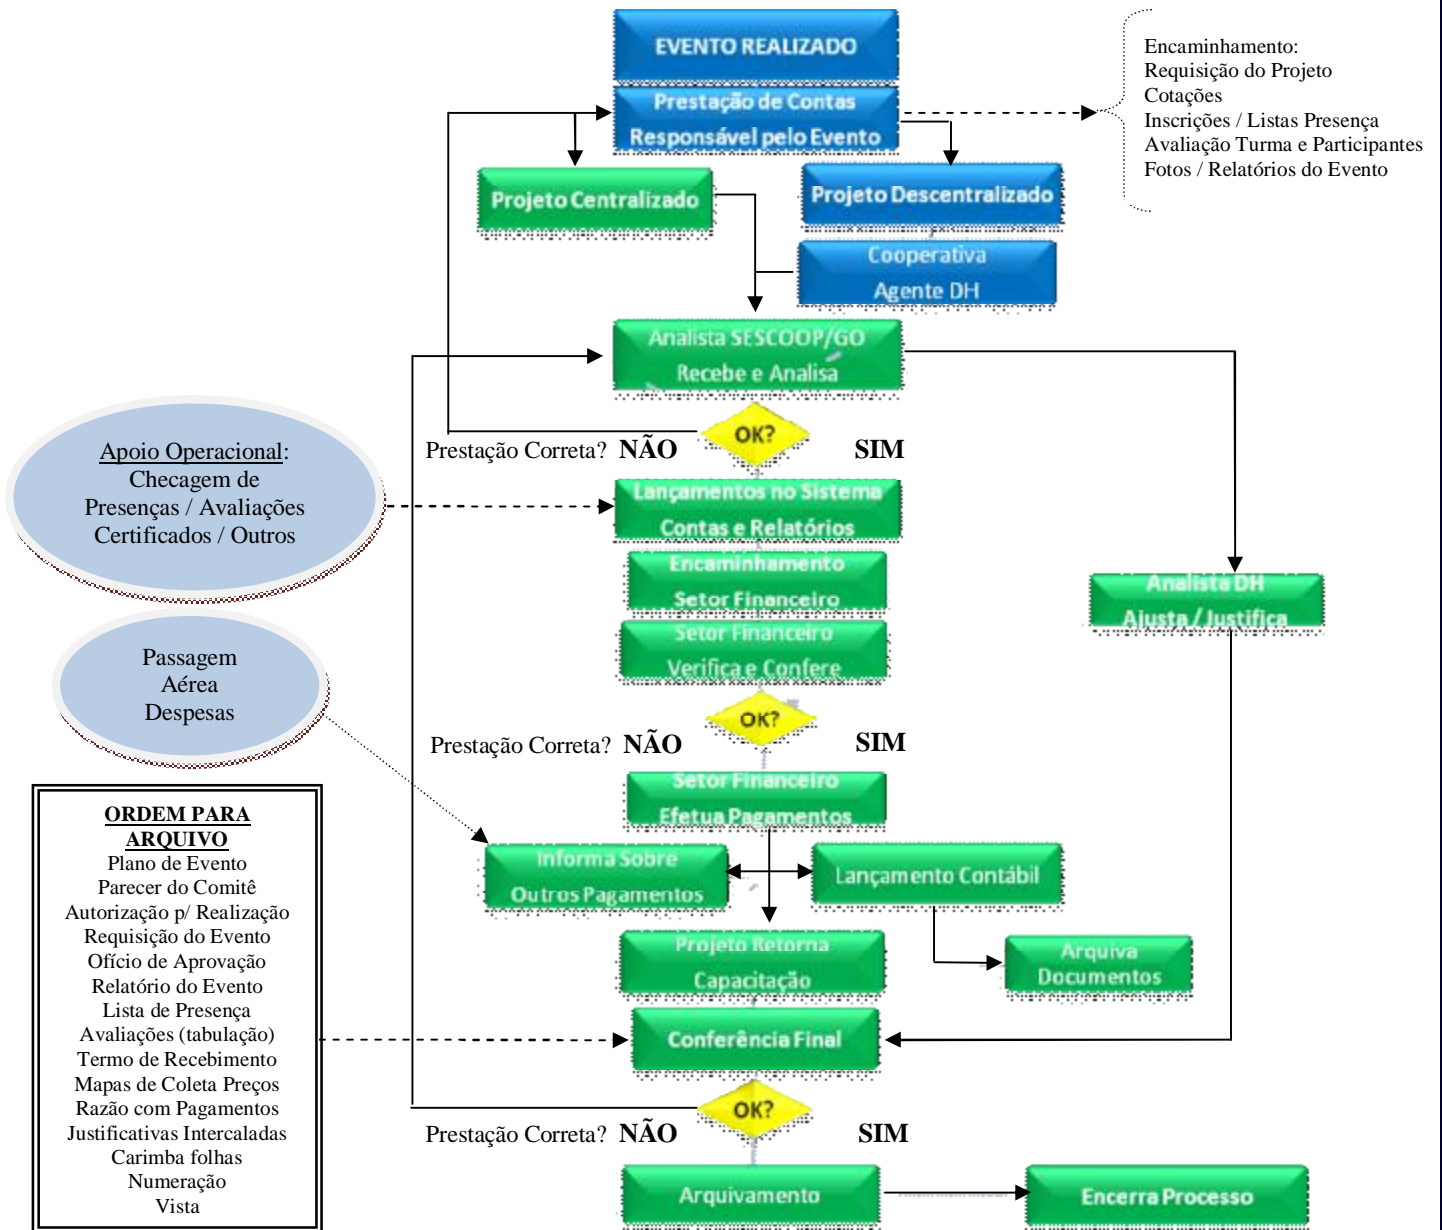 EVENTO REALIZADO
Prestação de Contas
Responsável pelo Evento
Encaminhamento:
Requisição do Projeto
Cotações
Inscrições / Listas Presença
Avaliação Turma e Participantes
Fotos / Relatórios do Evento
Projeto Centralizado
Projeto Descentralizado
Cooperativa
Agente DH
Analista SESCOOP/GO
Recebe e Analisa
OK?
Prestação Correta? NÃO
SIM
Apoio Operacional:
Checagem de
Presenças / Avaliações
Certificados / Outros
Lançamentos no Sistema
Contas e Relatórios
Encaminhamento
Setor Financeiro
Analista DH
Ajusta / Justifica
Setor Financeiro
Verifica e Confere
Passagem
Aérea
Despesas
OK?
Prestação Correta? NÃO
SIM
Setor Financeiro
Efetua Pagamentos
Informa Sobre
Outros Pagamentos
Lançamento Contábil
Projeto Retorna
Capacitação
Arquiva
Documentos
Conferência Final
OK?
Prestação Correta? NÃO
SIM
Arquivamento
Encerra Processo
ORDEM PARA
ARQUIVO
Plano de Evento
Parecer do Comitê
Autorização p/ Realização
Requisição do Evento
Ofício de Aprovação
Relatório do Evento
Lista de Presença
Avaliações (tabulação)
Termo de Recebimento
Mapas de Coleta Preços
Razão com Pagamentos
Justificativas Intercaladas
Carimba folhas
Numeração
Vista